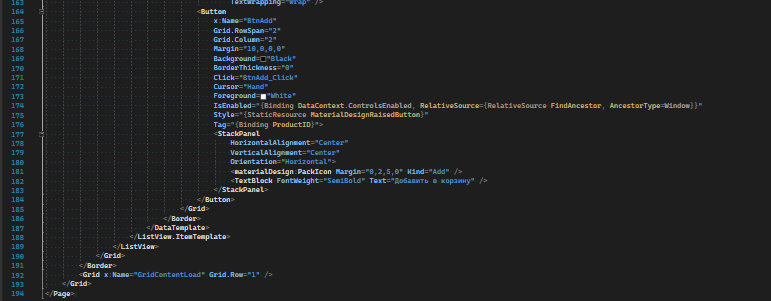 163 TextWrapping="Wrap" />
164 <Button
165 x:Name="BtnAdd"
166 Grid.RowSpan="2"
167 Grid.Column="2"
168 Margin="10,0,0,0"
169 Background="Black"
170 BorderThickness="0"
171 Click="BtnAdd_Click"
172 Cursor="Hand"
173 Foreground="White"
174 IsEnabled="{Binding DataContext.ControlsEnabled, RelativeSource={RelativeSource FindAncestor, AncestorType=Window}}"
175 Style="{StaticResource MaterialDesignRaisedButton}"
176 Tag="{Binding ProductID}">
177 <StackPanel
178 HorizontalAlignment="Center"
179 VerticalAlignment="Center"
180 Orientation="Horizontal">
181 <materialDesign:PackIcon Margin="0,2,5,0" Kind="Add" />
182 <TextBlock FontWeight="SemiBold" Text="Добавить в корзину" />
183 </StackPanel>
184 </Button>
185 </Grid>
186 </Border>
187 </DataTemplate>
188 </ListView.ItemTemplate>
189 </ListView>
190 </Grid>
191 </Border>
192 <Grid x:Name="GridContentLoad" Grid.Row="1" />
193 </Grid>
194 </Page>